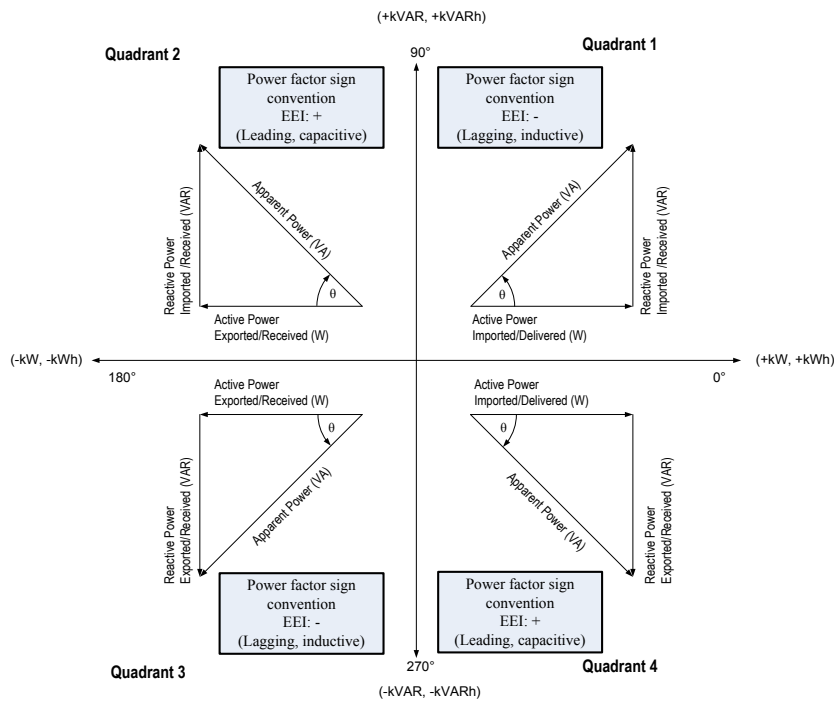 (+kVAR, +kVARh)
Quadrant 2
Quadrant 1
90°
Power factor sign
convention
EEI: +
(Leading, capacitive)
Power factor sign
convention
EEI: -
(Lagging, inductive)
Reactive Power
Imported /Received (VAR)
Apparent Power (VA)
θ
Active Power
Exported/Received (W)
Apparent Power (VA)
θ
Reactive Power
Imported /Received (VAR)
Active Power
Imported/Delivered (W)
(-kW, -kWh)
180°
0°
(+kW, +kWh)
Active Power
Exported/Received (W)
θ
Reactive Power
Exported/Received (VAR)
Apparent Power (VA)
Active Power
Imported/Delivered (W)
θ
Apparent Power (VA)
Reactive Power
Exported/Received (VAR)
Power factor sign
convention
EEI: -
(Lagging, inductive)
Power factor sign
convention
EEI: +
(Leading, capacitive)
Quadrant 3
270°
Quadrant 4
(-kVAR, -kVARh)